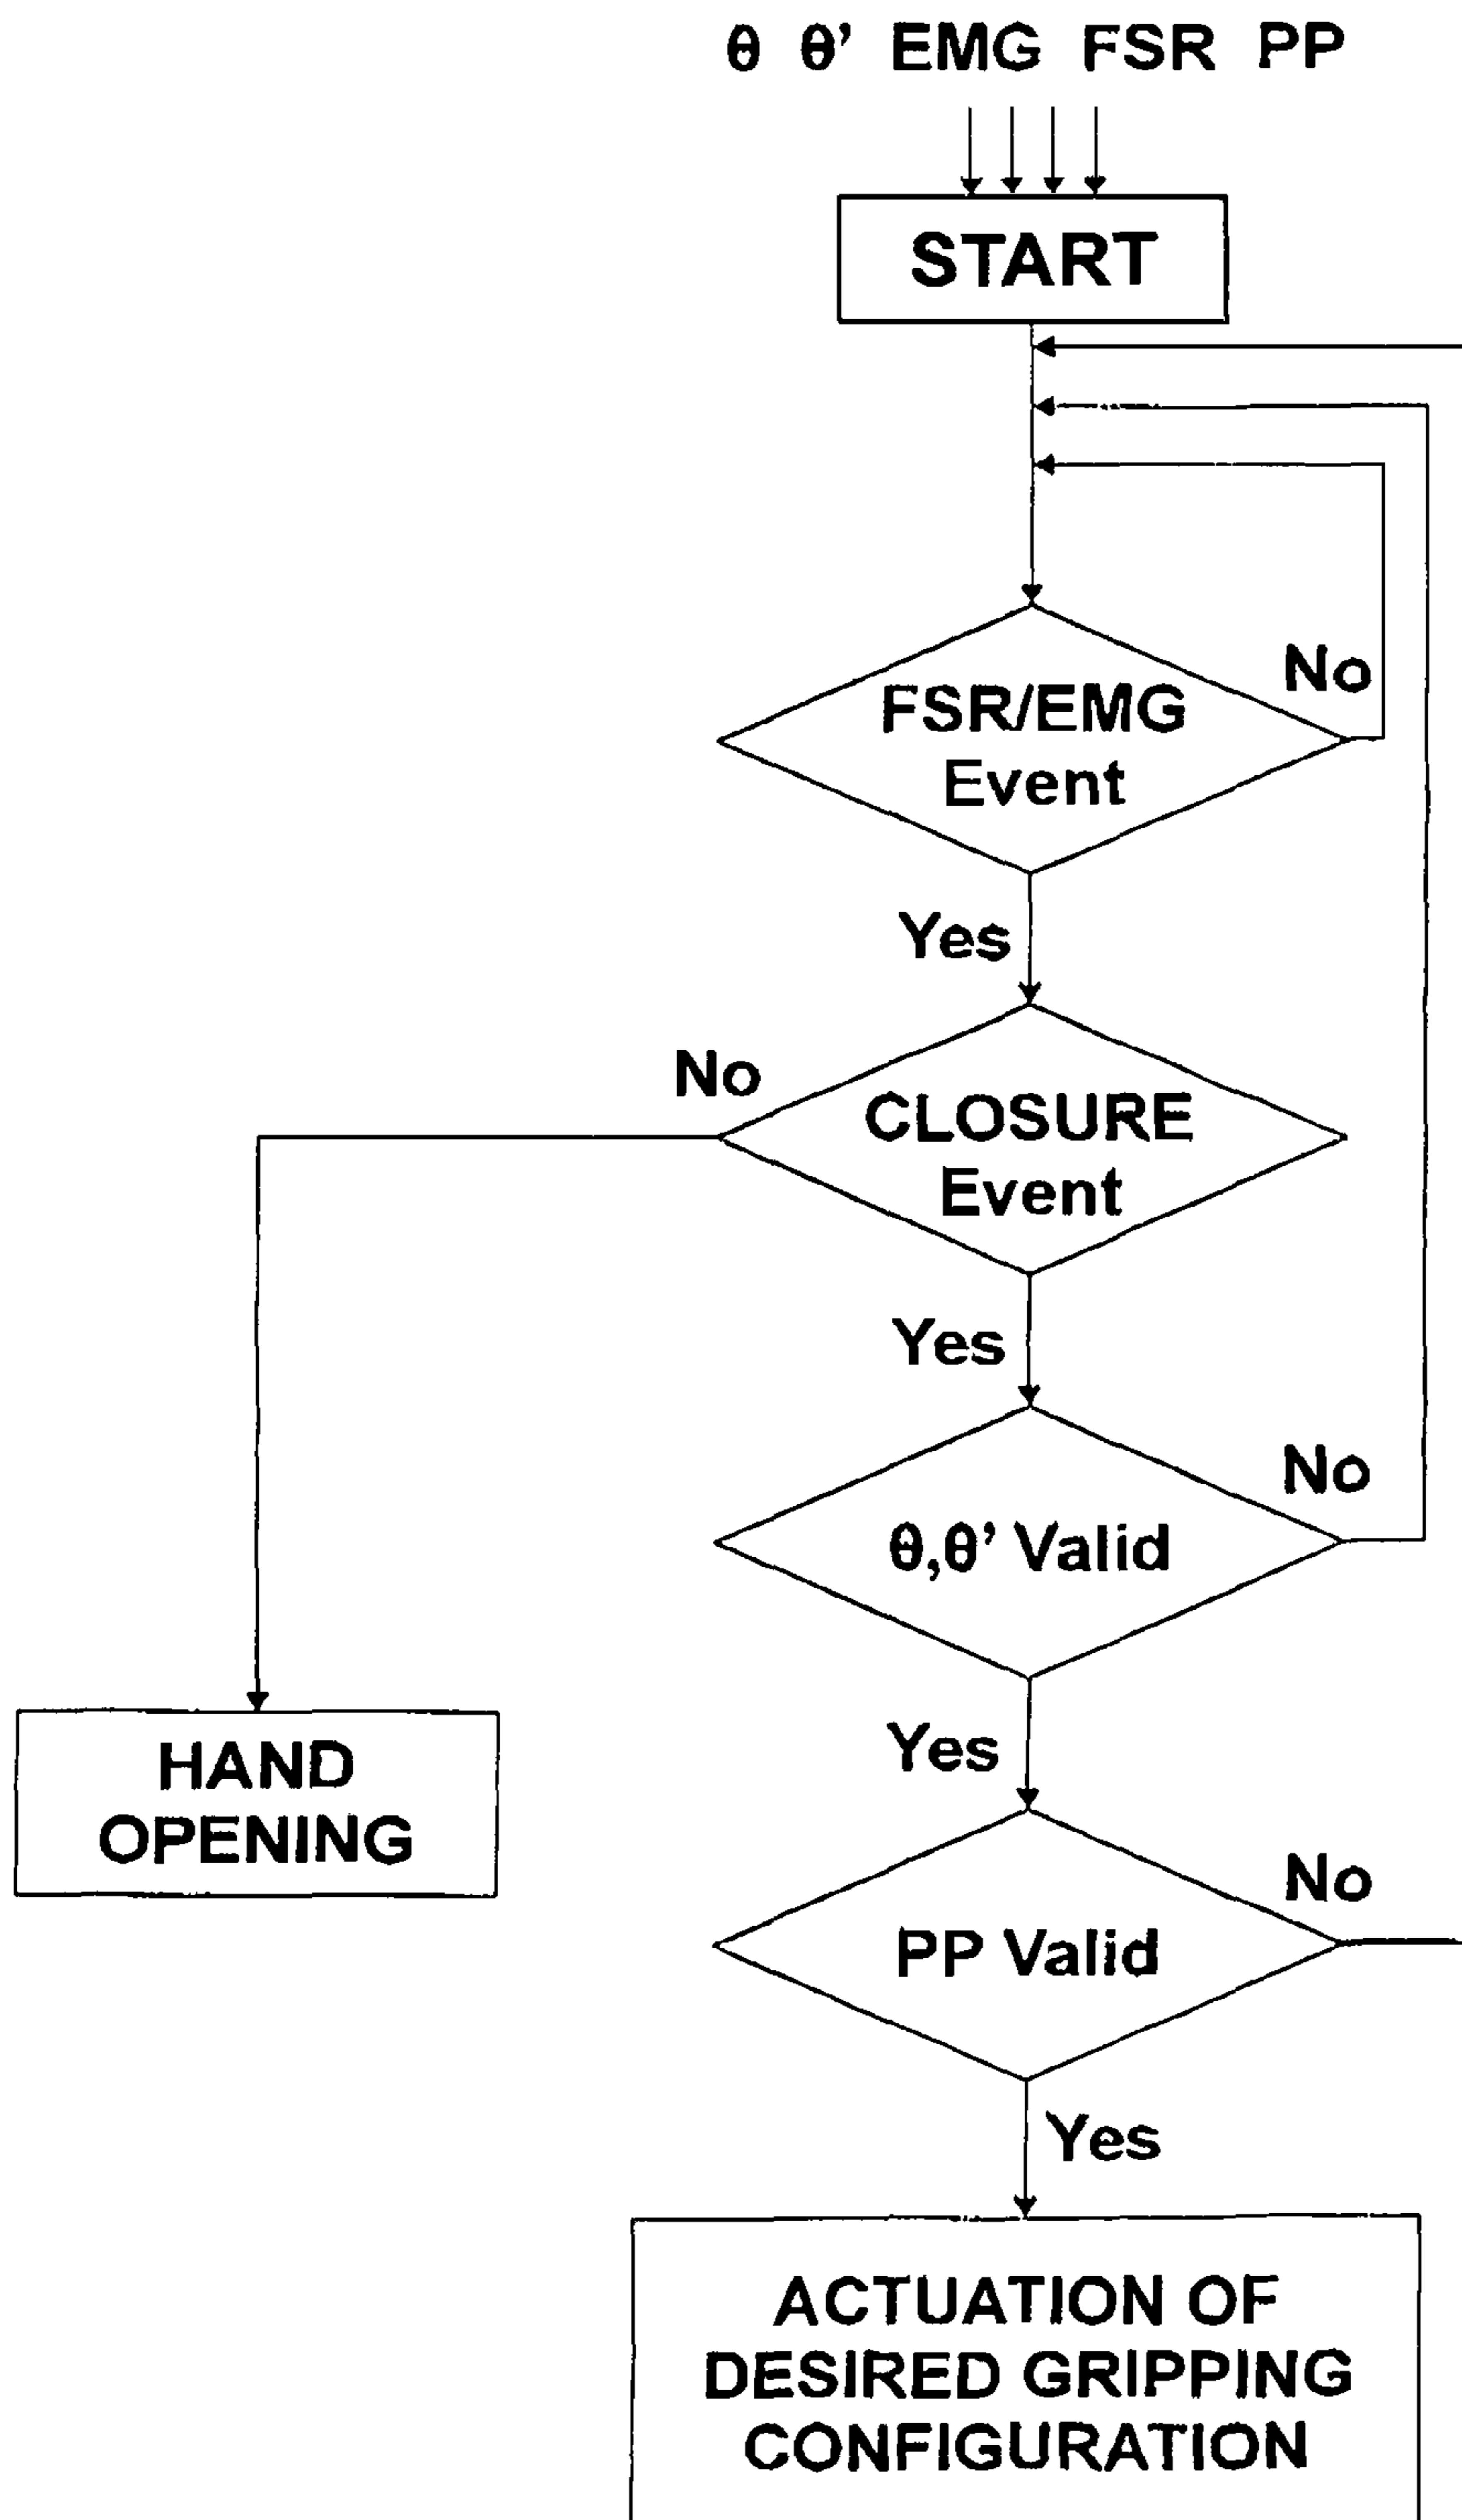 θ θ’ EMG FSR PP
START
No
FSR/EMG
Event
Yes
No
CLOSURE
Event
Yes
No
θ,θ’ Valid
Yes
HAND
OPENING
No
PP Valid
Yes
ACTUATION OF
DESIRED GRIPPING
CONFIGURATION